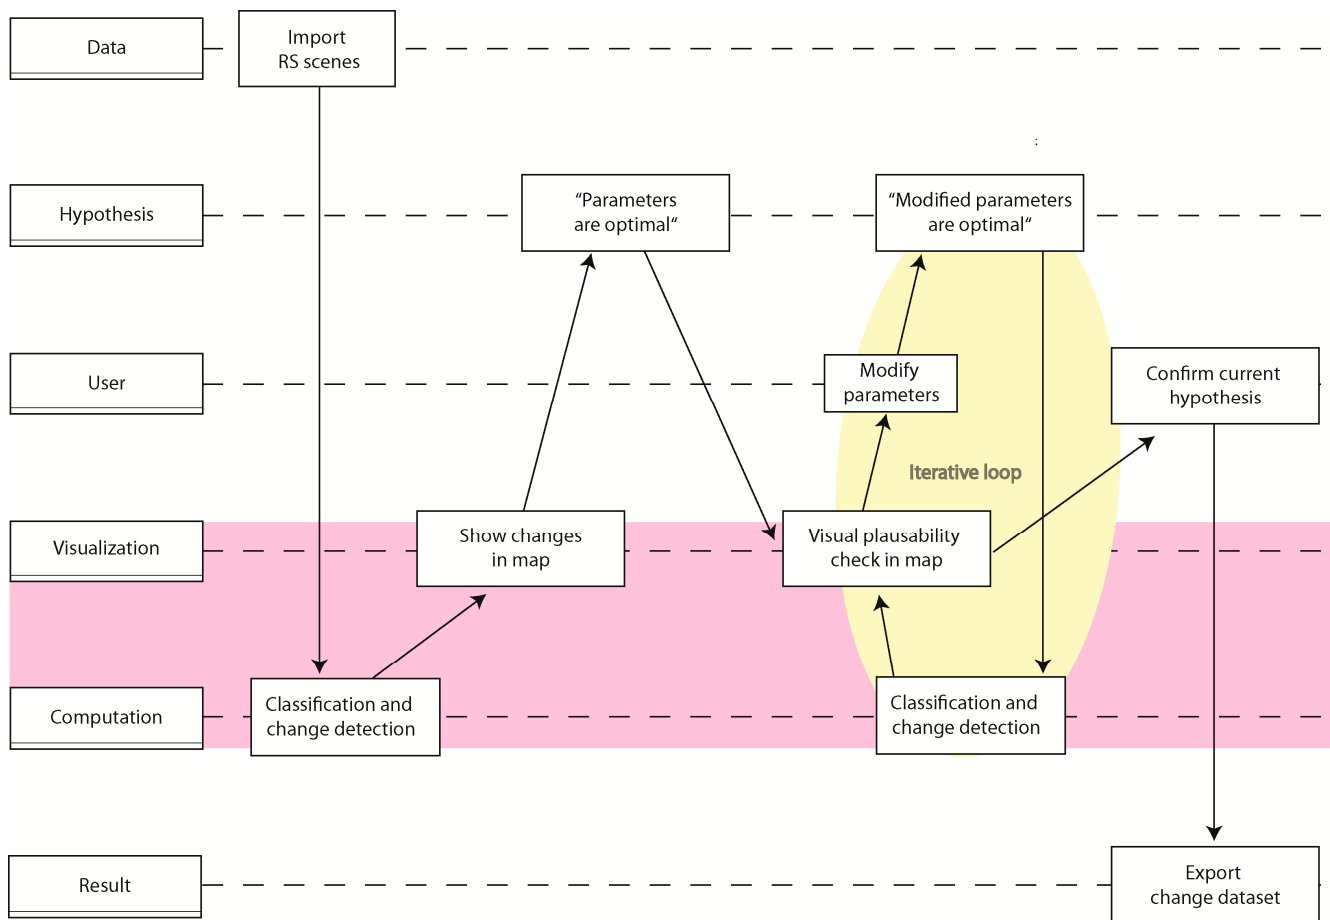 Data
Import
RS scenes
;
Hypothesis
“Parameters
are optimal“
“Modified parameters
are optimal“
User
Modify
parameters
Confirm current
hypothesis
Iterative loop
Visualization
Show changes
in map
Visual plausability
check in map
Computation
Classification and
change detection
Classification and
change detection
Result
Export
change dataset